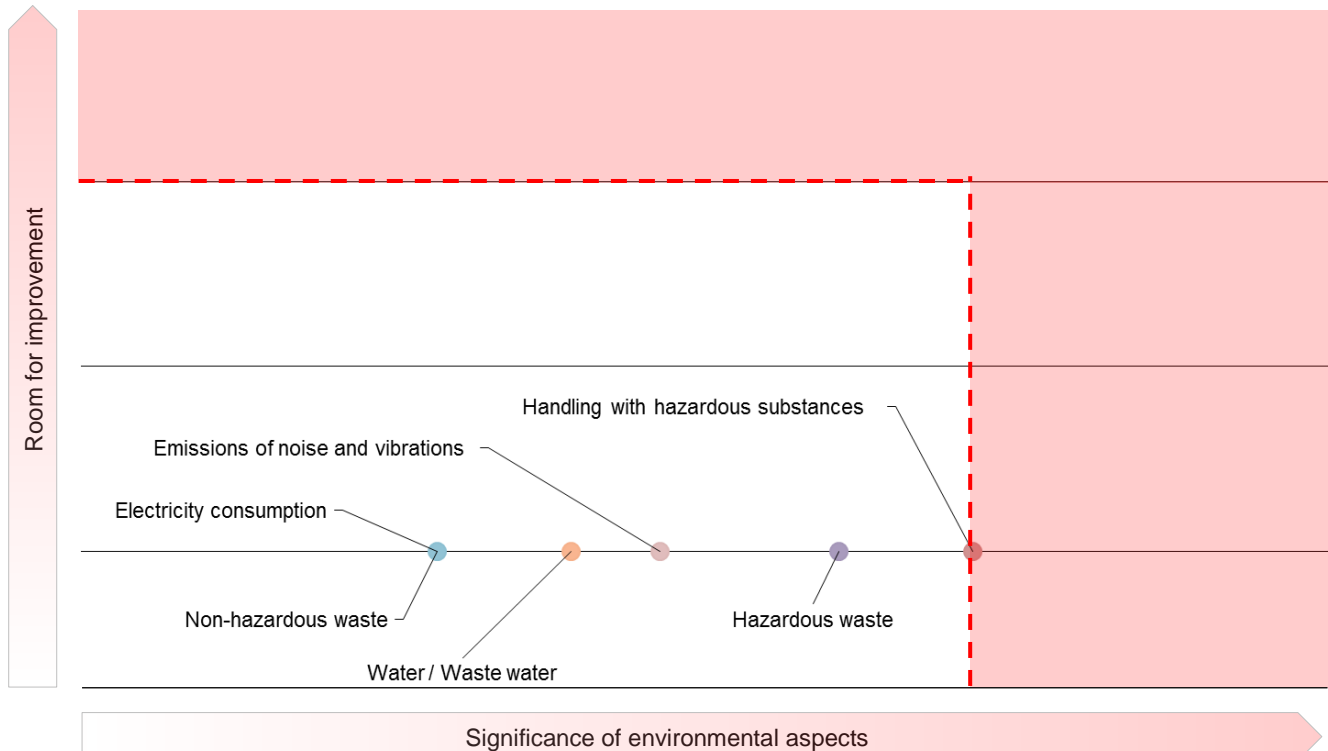 Room for improvement
Handling with hazardous substances
Emissions of noise and vibrations
Electricity consumption
Non-hazardous waste
Hazardous waste
Water / Waste water
Significance of environmental aspects